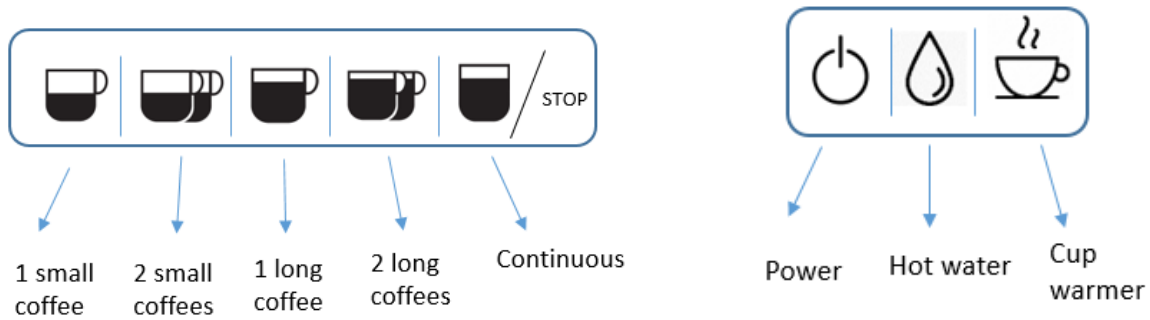 STOP
1 small
coffee
2 small
coffees
1 long
coffee
2 long
coffees
Continuous
Power
Hot water
Cup
warmer